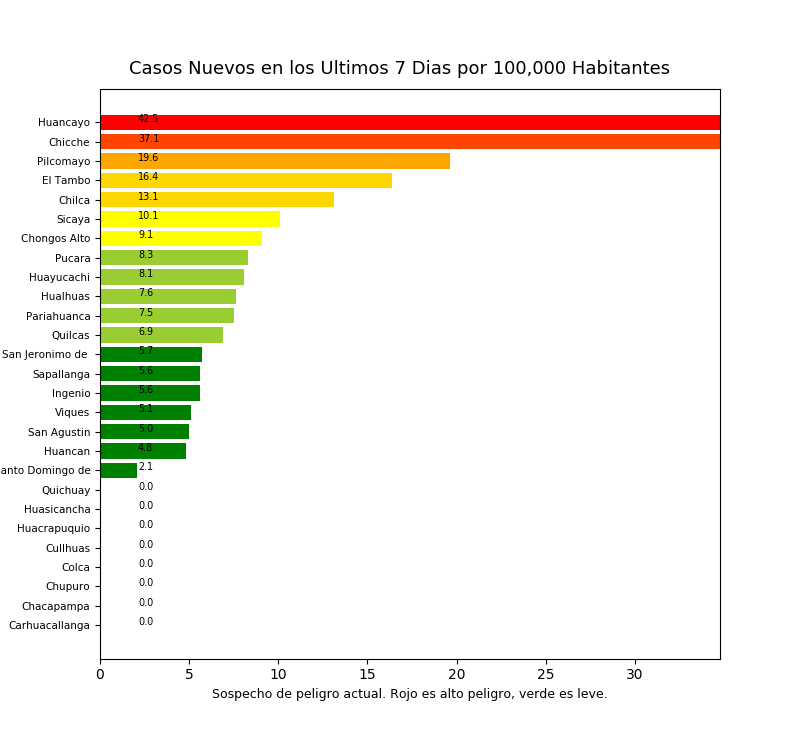 Casos Nuevos en los Ultimos 7 Dias por 100,000 Habitantes
Huancayo 42.5
Chicche 37.1
Pilcomayo 19.6
El Tambo 16.4
Chilca 13.1
Sicaya 10.1
Chongos Alto 9.1
Pucara 8.3
Huayucachi 8.1
Hualhuas 7.6
Pariahuanca 7.5
Quilcas 6.9
San Jeronimo de 5.7
Sapallanga 5.6
Ingenio 5.6
Viques 5.1
San Agustin 5.0
Huancan 4.8
anto Domingo de 2.1
Quichuay 0.0
Huasicancha 0.0
Huacrapuquio 0.0
Cullhuas 0.0
Colca 0.0
Chupuro 0.0
Chacapampa 0.0
Carhuacallanga 0.0
0 5 10 15 20 25 30
Sospecho de peligro actual. Rojo es alto peligro, verde es leve.